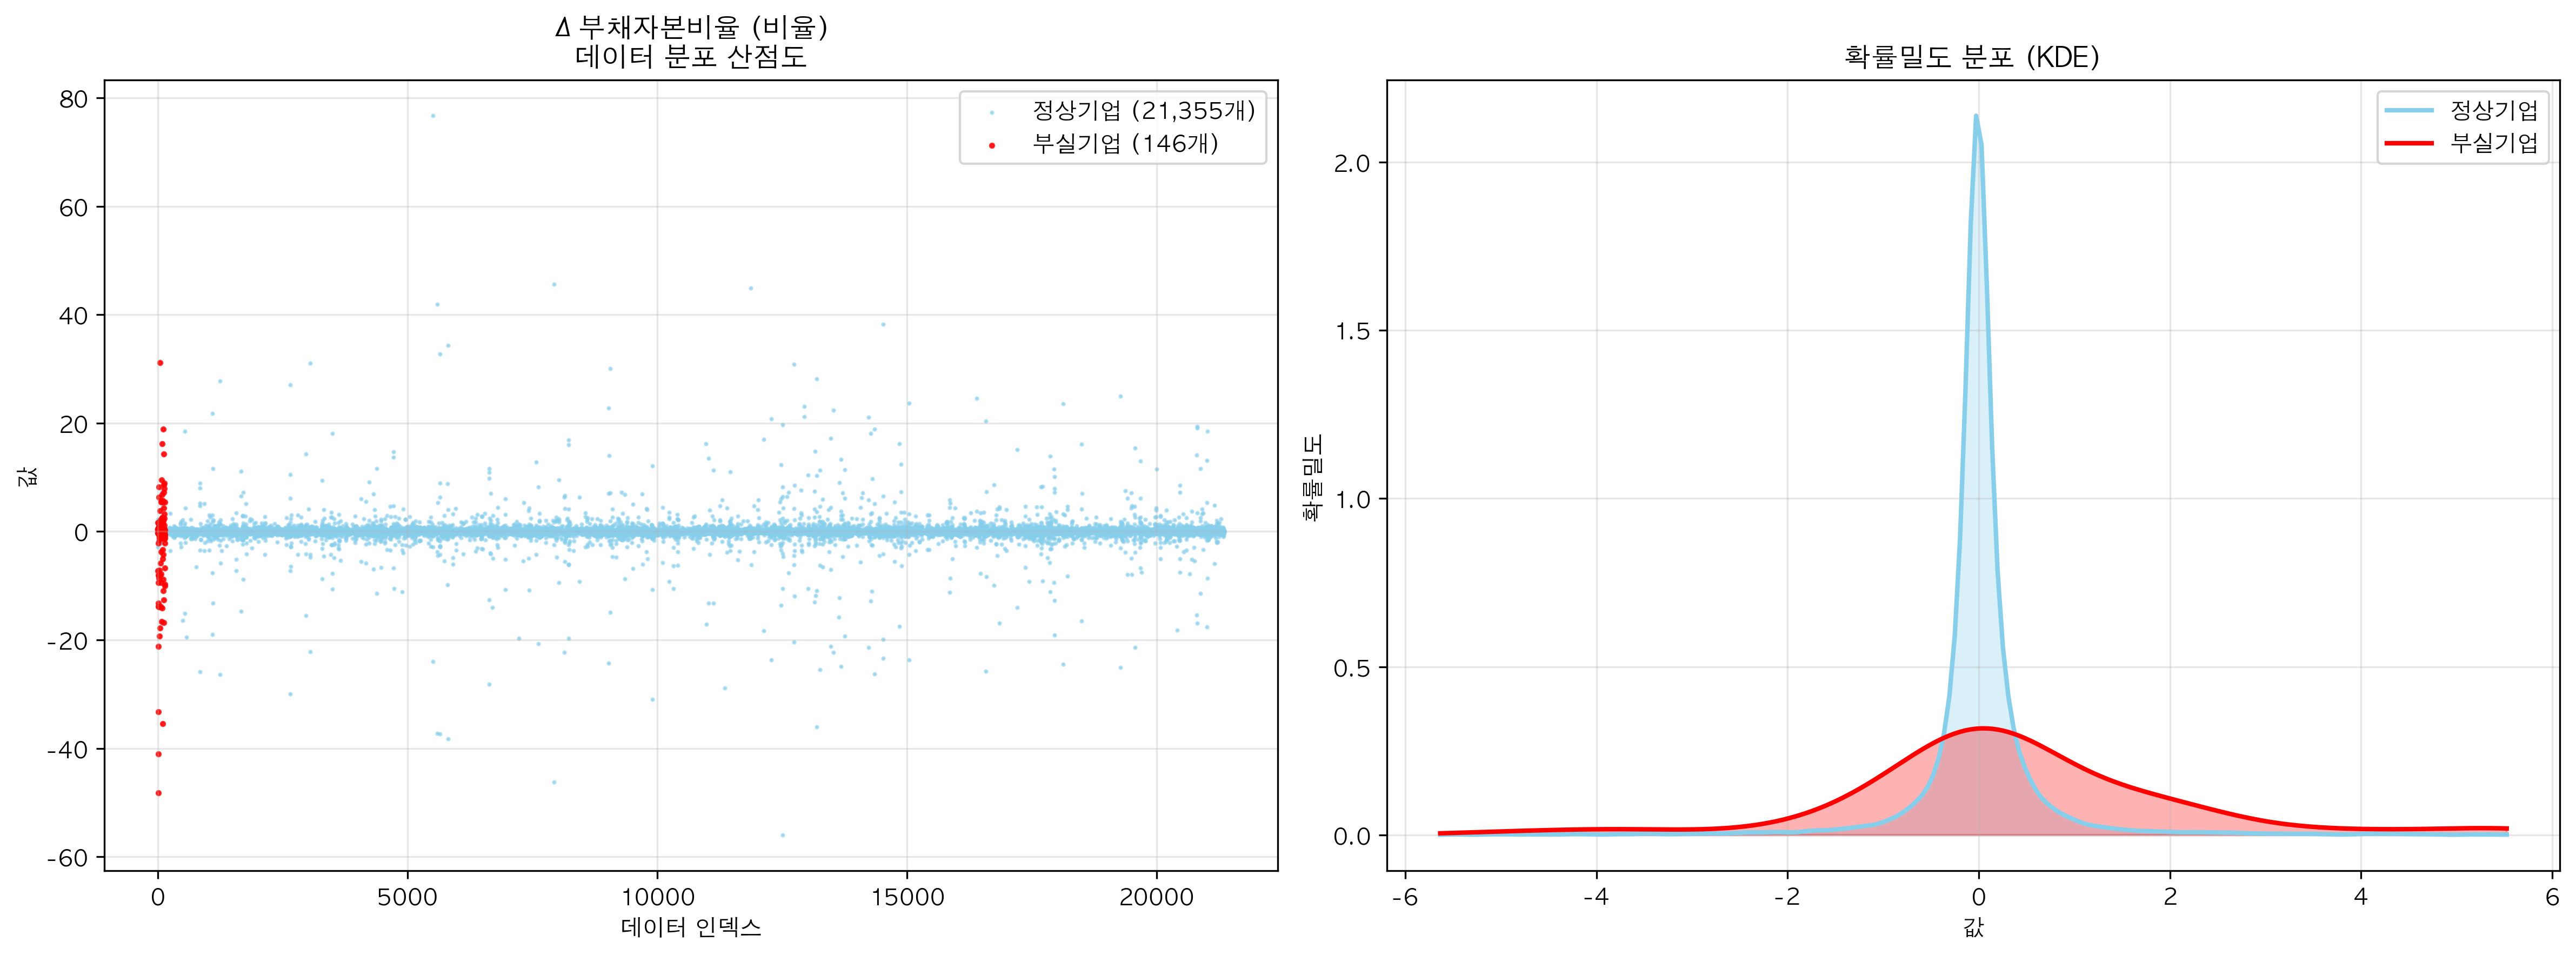 Δ 부채자본비율 (비율)
데이터 분포 산점도
정상기업 (21,355개)
부실기업 (146개)
80
60
40
20
0
-20
-40
-60
값
0
5000
10000
15000
20000
데이터 인덱스
확률밀도 분포 (KDE)
정상기업
부실기업
2.0
1.5
1.0
0.5
0.0
확률밀도
-6
-4
-2
0
2
4
6
값